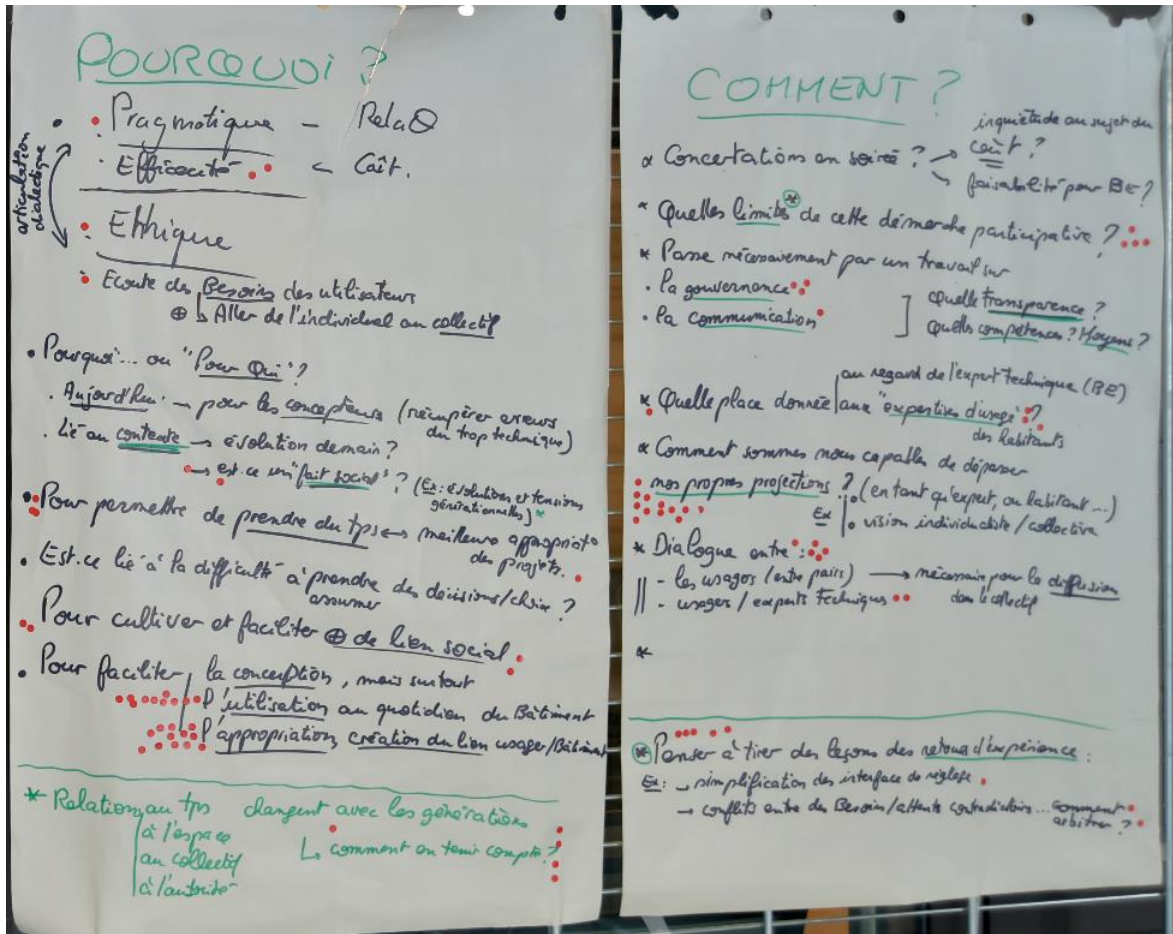 POURQUOI ?
• Pragmatique – Rela⊖
• Efficacité ← Coût.
articulation dialectique
• Ethique
• Ecoute des Besoins des utilisateurs
⊕ ↳ Aller de l'individuel au collectif
• Pourquoi... ou "Pour Qui" ?
• Aujourd'hui → pour les concepteurs (récupérer erreurs
du trop technique)
• Lié au contexte → évolution demain ?
→ est-ce un "fait social" ? (Ex: évolutions et tensions
générationnelles) *
• Pour permettre de prendre du tps ↔ meilleure appropriat°
des projets.
• Est-ce lié à la difficulté à prendre des décisions/choix ?
assumer
• Pour cultiver et faciliter ⊕ de lien social
• Pour faciliter la conception, mais surtout
l'utilisation au quotidien du Bâtiment
l'appropriation, création du lien usager/Bâtiment
* Relation au tps changent avec les générations
à l'espace ↳ comment en tenir compte ?
au collectif
à l'autorité
COMMENT ?
inquiétude au sujet du
∝ Concertations en soirée ? → coût ?
↘ faisabilité pour BE ?
* Quelles limites* de cette démarche participative ?
* Passe nécessairement par un travail sur
• la gouvernance ] Quelle transparence ?
• la communication Quelles compétences ? Moyens ?
au regard de l'expert technique (BE)
* Quelle place donnée aux "expertises d'usage" ?
des habitants
∝ Comment sommes nous capables de dépasser
nos propres projections ? • (en tant qu'expert, ou habitant ...)
Ex • vision individualiste / collective
* Dialogue entre :
- les usagers (entre pairs) → nécessaire pour la diffusion
dans le collectif
- usagers / experts techniques
*
* Penser à tirer des leçons des retours d'expérience :
Ex : → simplification des interface de réglage
→ conflits entre des Besoins/attentes contradictoires ... comment
arbitrer ?